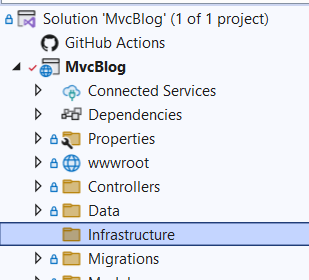 Solution 'MvcBlog' (1 of 1 project)
GitHub Actions
MvcBlog
Connected Services
Dependencies
Properties
wwwroot
Controllers
Data
Infrastructure
Migrations